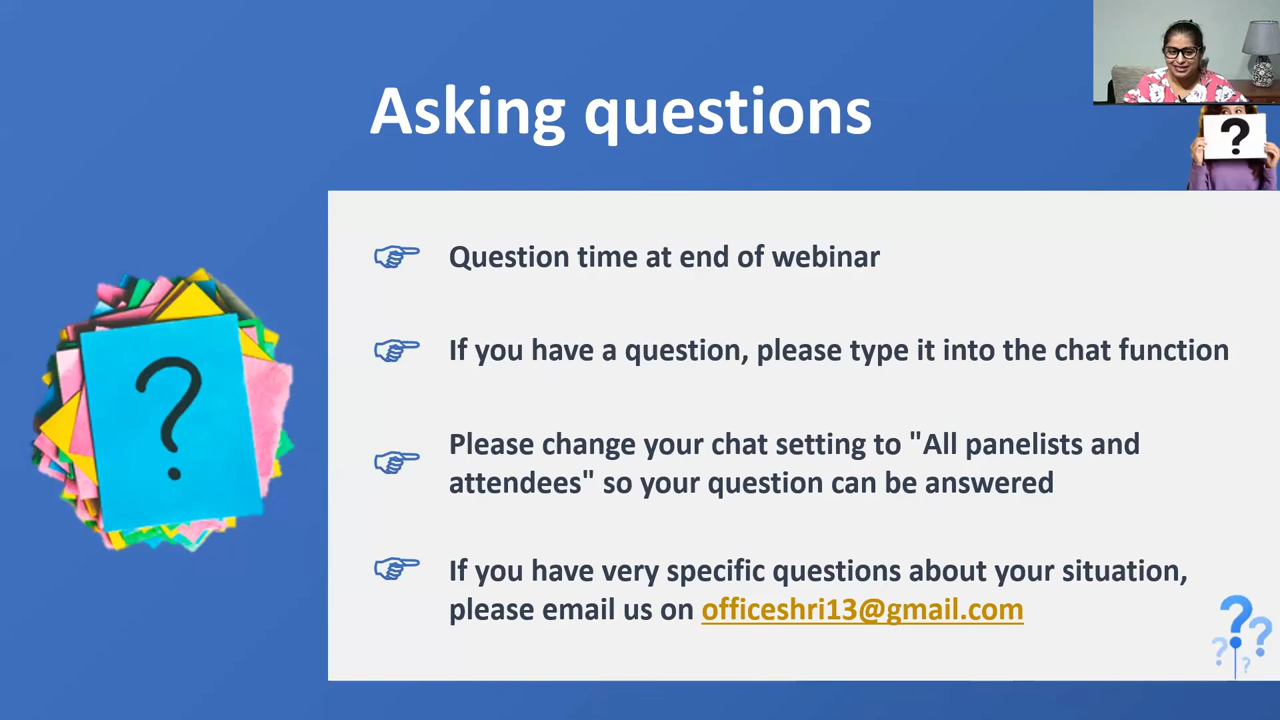 Asking questions
?
Question time at end of webinar
If you have a question, please type it into the chat function
Please change your chat setting to "All panelists and
attendees" so your question can be answered
?
If you have very specific questions about your situation,
please email us on officeshri13@gmail.com
? ? ? ?